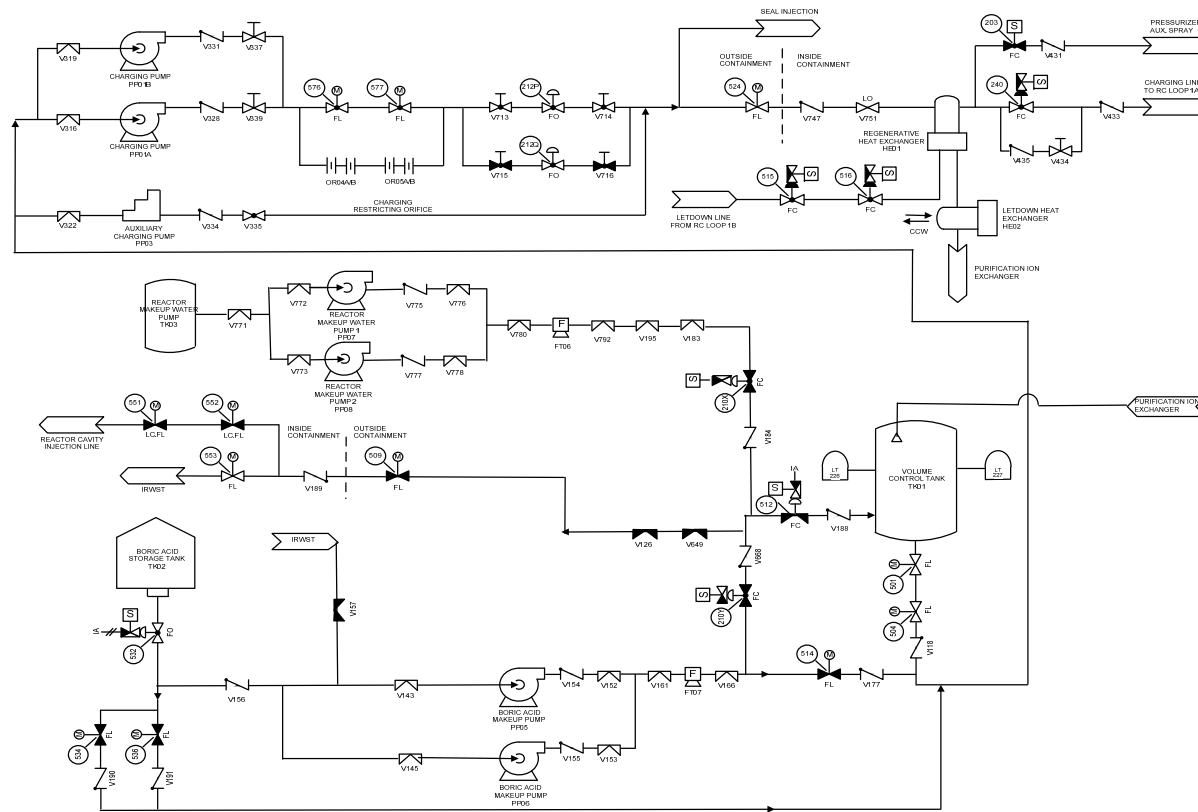 SEAL INJECTION
203
S
PRESSURIZER
AUX. SPRAY
FC
V431
V319
CHARGING PUMP
PP01B
V331
V337
OUTSIDE
CONTAINMENT
INSIDE
CONTAINMENT
576
M
FL
577
M
FL
212P
V713
FO
V714
524
M
FL
V747
LO
V751
240
S
FC
CHARGING LINE
TO RC LOOP 1A
V433
V435
V434
REGENERATIVE
HEAT EXCHANGER
HE01
V316
CHARGING PUMP
PP01A
V328
V339
OR04A/B
OR05A/B
212Q
V715
FO
V716
515
S
FC
516
S
FC
LETDOWN LINE
FROM RC LOOP 1B
CHARGING
RESTRICTING ORIFICE
V322
AUXILIARY
CHARGING PUMP
PP03
V334
V335
CCW
LETDOWN HEAT
EXCHANGER
HE02
PURIFICATION ION
EXCHANGER
REACTOR
MAKEUP WATER
PUMP
TK03
V771
V772
REACTOR
MAKEUP WATER
PUMP 1
PP07
V775
V776
V773
REACTOR
MAKEUP WATER
PUMP 2
PP08
V777
V778
V780
F
FT06
V792
V195
V183
S
210X
FC
V184
PURIFICATION ION
EXCHANGER
551
M
LC.FL
552
M
LC.FL
REACTOR CAVITY
INJECTION LINE
INSIDE
CONTAINMENT
OUTSIDE
CONTAINMENT
553
M
FL
IRWST
V189
509
M
FL
LT
226
VOLUME
CONTROL TANK
TK01
LT
227
IA
S
512
FC
V188
BORIC ACID
STORAGE TANK
TK02
IRWST
V126
V649
V668
S
210Y
FC
M
501
FL
M
504
FL
V118
V157
S
IA
532
FO
V156
V143
BORIC ACID
MAKEUP PUMP
PP05
V154
V152
V161
F
FT07
V166
514
M
FL
V177
M
534
FL
M
536
FL
V190
V191
V145
BORIC ACID
MAKEUP PUMP
PP06
V155
V153